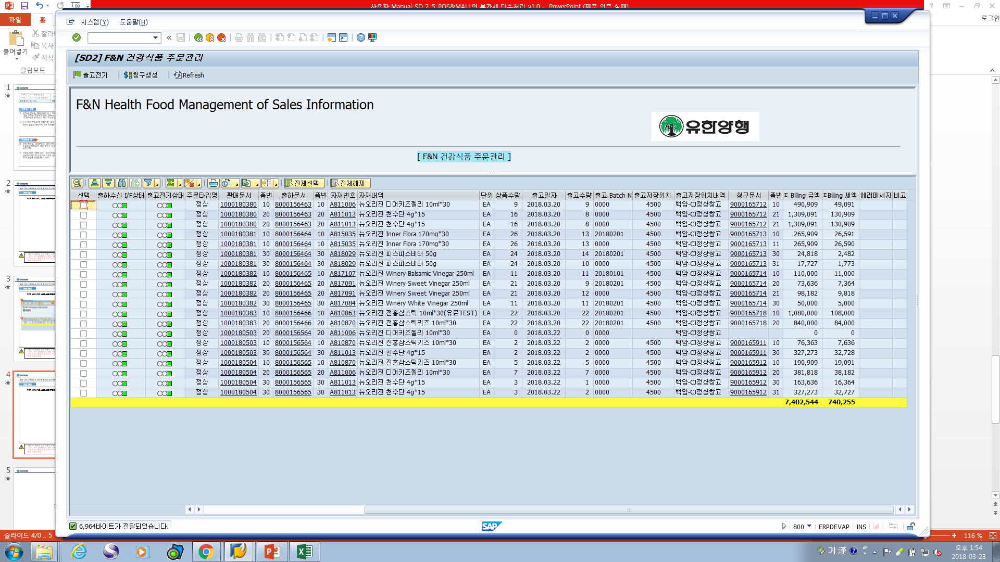 사용자 Manual SD 2 5 POS&MALL의 부가세 단수처리 v1.0 - PowerPoint (제품 인증 실패)
파일
홈
로그인
시스템(Y) 도움말(H)
붙여넣기
잘라
복사
서식
클립보드
[SD2] F&N 건강식품 주문관리
출고전기 청구생성 Refresh
F&N Health Food Management of Sales Information
유한양행
[ F&N 건강식품 주문관리 ]
전체선택 전체해제
선택 출하수신 I/F상태 출고전기상태 주문타입명 판매문서 품번 출하문서 품번 자재번호 자재내역 단위 상품수량 출고일자 출고수량 출고 Batch N 출고저장위치 출고저장위치내역 청구문서 품번 Σ Billing 금액 Σ Billing 세액 에러메세지 비고
정상 1000180380 10 8000156463 10 A811006 뉴오리진 디어키즈젤리 10ml*30 EA 9 2018.03.20 9 0000 4500 백암-CJ정상창고 9000165712 10 490,909 49,091
정상 1000180380 20 8000156463 20 A811013 뉴오리진 천수단 4g*15 EA 16 2018.03.20 8 0000 4500 백암-CJ정상창고 9000165712 21 1,309,091 130,909
정상 1000180380 20 8000156463 20 A811013 뉴오리진 천수단 4g*15 EA 16 2018.03.20 8 0000 4500 백암-CJ정상창고 9000165712 21 1,309,091 130,909
정상 1000180381 10 8000156464 10 A815035 뉴오리진 Inner Flora 170mg*30 EA 26 2018.03.20 13 20180201 4500 백암-CJ정상창고 9000165713 10 265,909 26,591
정상 1000180381 10 8000156464 10 A815035 뉴오리진 Inner Flora 170mg*30 EA 26 2018.03.20 13 0000 4500 백암-CJ정상창고 9000165713 11 265,909 26,590
정상 1000180381 30 8000156464 30 A818029 뉴오리진 피스피스비터 50g EA 24 2018.03.20 14 20180201 4500 백암-CJ정상창고 9000165713 30 24,818 2,482
정상 1000180381 30 8000156464 30 A818029 뉴오리진 피스피스비터 50g EA 24 2018.03.20 10 0000 4500 백암-CJ정상창고 9000165713 31 17,727 1,773
정상 1000180382 10 8000156465 10 A817107 뉴오리진 Winery Balsamic Vinegar 250ml EA 11 2018.03.20 11 20180101 4500 백암-CJ정상창고 9000165714 10 110,000 11,000
정상 1000180382 20 8000156465 20 A817091 뉴오리진 Winery Sweet Vinegar 250ml EA 21 2018.03.20 9 20180201 4500 백암-CJ정상창고 9000165714 20 73,636 7,364
정상 1000180382 20 8000156465 20 A817091 뉴오리진 Winery Sweet Vinegar 250ml EA 21 2018.03.20 12 0000 4500 백암-CJ정상창고 9000165714 21 98,182 9,818
정상 1000180382 30 8000156465 30 A817084 뉴오리진 Winery White Vinegar 250ml EA 11 2018.03.20 11 20180201 4500 백암-CJ정상창고 9000165714 30 50,000 5,000
정상 1000180383 10 8000156466 10 A810863 뉴오리진 전홍삼스틱 10ml*30(유료TEST) EA 22 2018.03.20 22 20180201 4500 백암-CJ정상창고 9000165718 10 1,080,000 108,000
정상 1000180383 20 8000156466 20 A810870 뉴오리진 전홍삼스틱키즈 10ml*30 EA 22 2018.03.20 22 20180201 4500 백암-CJ정상창고 9000165718 20 840,000 84,000
정상 1000180503 20 8000156564 20 A811006 뉴오리진 디어키즈젤리 10ml*30 EA 0 2018.03.22 0 0000 백암-CJ정상창고 0 0
정상 1000180503 10 8000156564 10 A810870 뉴오리진 전홍삼스틱키즈 10ml*30 EA 2 2018.03.22 2 0000 4500 백암-CJ정상창고 9000165911 10 76,363 7,636
정상 1000180503 30 8000156564 30 A811013 뉴오리진 천수단 4g*15 EA 2 2018.03.22 2 0000 4500 백암-CJ정상창고 9000165911 30 327,273 32,728
정상 1000180504 10 8000156565 10 A810870 뉴오리진 전홍삼스틱키즈 10ml*30 EA 5 2018.03.22 5 0000 4500 백암-CJ정상창고 9000165912 10 190,909 19,091
정상 1000180504 20 8000156565 20 A811006 뉴오리진 디어키즈젤리 10ml*30 EA 7 2018.03.22 7 0000 4500 백암-CJ정상창고 9000165912 20 381,818 38,182
정상 1000180504 30 8000156565 30 A811013 뉴오리진 천수단 4g*15 EA 3 2018.03.22 1 0000 4500 백암-CJ정상창고 9000165912 30 163,636 16,364
정상 1000180504 30 8000156565 30 A811013 뉴오리진 천수단 4g*15 EA 3 2018.03.22 2 0000 4500 백암-CJ정상창고 9000165912 31 327,273 32,727
7,402,544 740,255
1
2
3
4
5
6,964바이트가 전달되었습니다.
SAP
800 ERPDEVAP INS
슬라이드 4/0 .. 5
116 %
가 漢
오후 1:54
2018-03-23